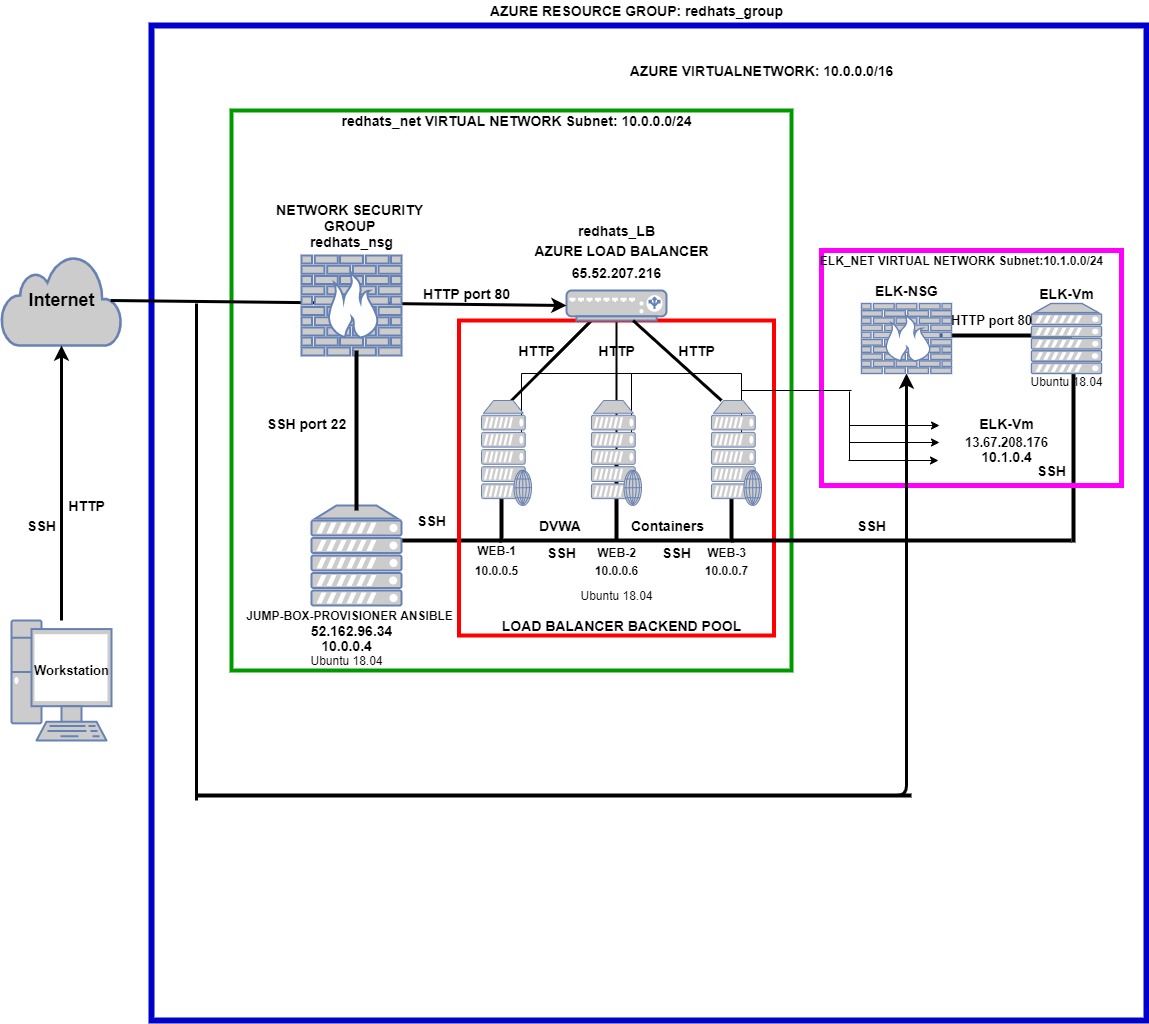 AZURE RESOURCE GROUP: redhats_group
AZURE VIRTUALNETWORK: 10.0.0.0/16
redhats_net VIRTUAL NETWORK Subnet: 10.0.0.0/24
NETWORK SECURITY
GROUP
redhats_nsg
redhats_LB
AZURE LOAD BALANCER
65.52.207.216
ELK_NET VIRTUAL NETWORK Subnet:10.1.0.0/24
ELK-NSG
ELK-Vm
Internet
HTTP port 80
HTTP port 80
HTTP
HTTP
HTTP
Ubuntu 18.04
SSH port 22
ELK-Vm
13.67.208.176
10.1.0.4
SSH
HTTP
SSH
SSH
DVWA
Containers
SSH
WEB-1
SSH
WEB-2
SSH
WEB-3
10.0.0.5
10.0.0.6
10.0.0.7
Ubuntu 18.04
JUMP-BOX-PROVISIONER ANSIBLE
52.162.96.34
10.0.0.4
Ubuntu 18.04
LOAD BALANCER BACKEND POOL
Workstation